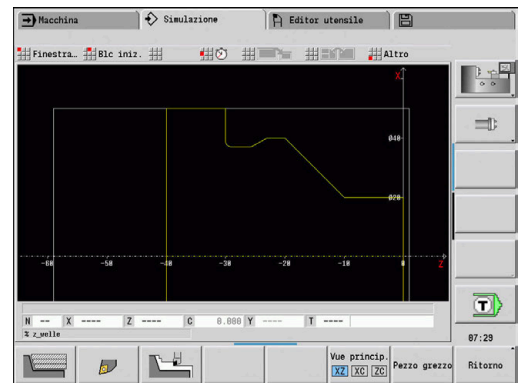 Macchina Simulazione Editor utensile
Finestra… Blc iniz. Altro
X
Ø40
Ø20
-60 -50 -40 -30 -20 -10 0 Z
N -- X ---- Z ---- C 0.000 Y ---- T ----
% z_welle
07:29
Vue princip.
XZ XC ZC
Pezzo grezzo
Ritorno
T